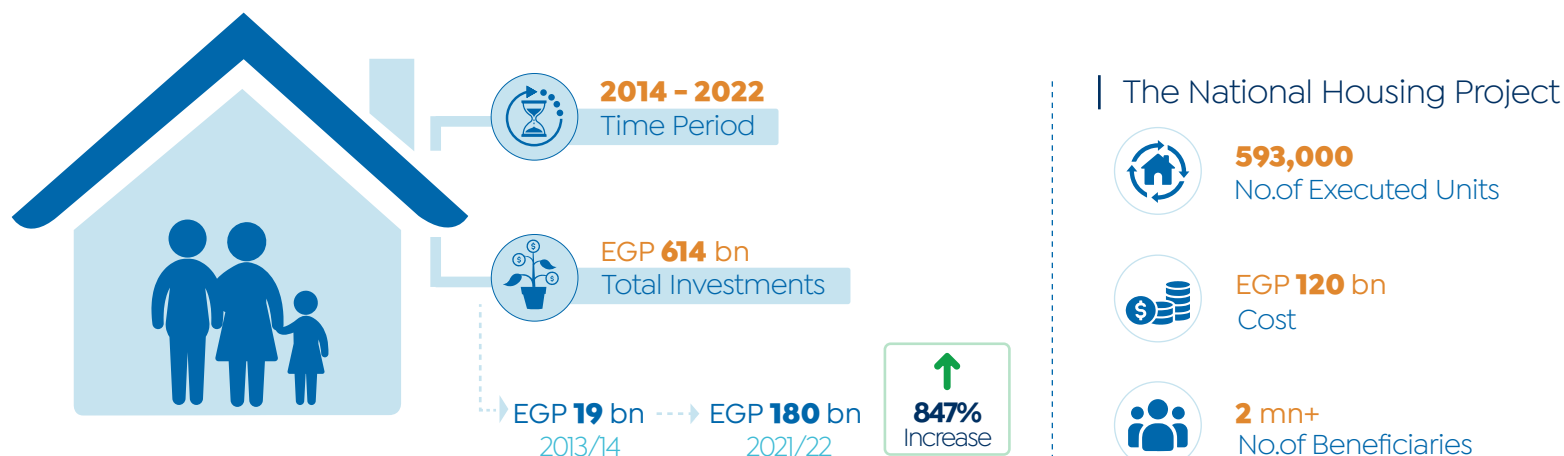 2014 - 2022
Time Period
EGP 614 bn
Total Investments
EGP 19 bn
2013/14
EGP 180 bn
2021/22
847%
Increase
The National Housing Project
593,000
No.of Executed Units
EGP 120 bn
Cost
2 mn+
No.of Beneficiaries